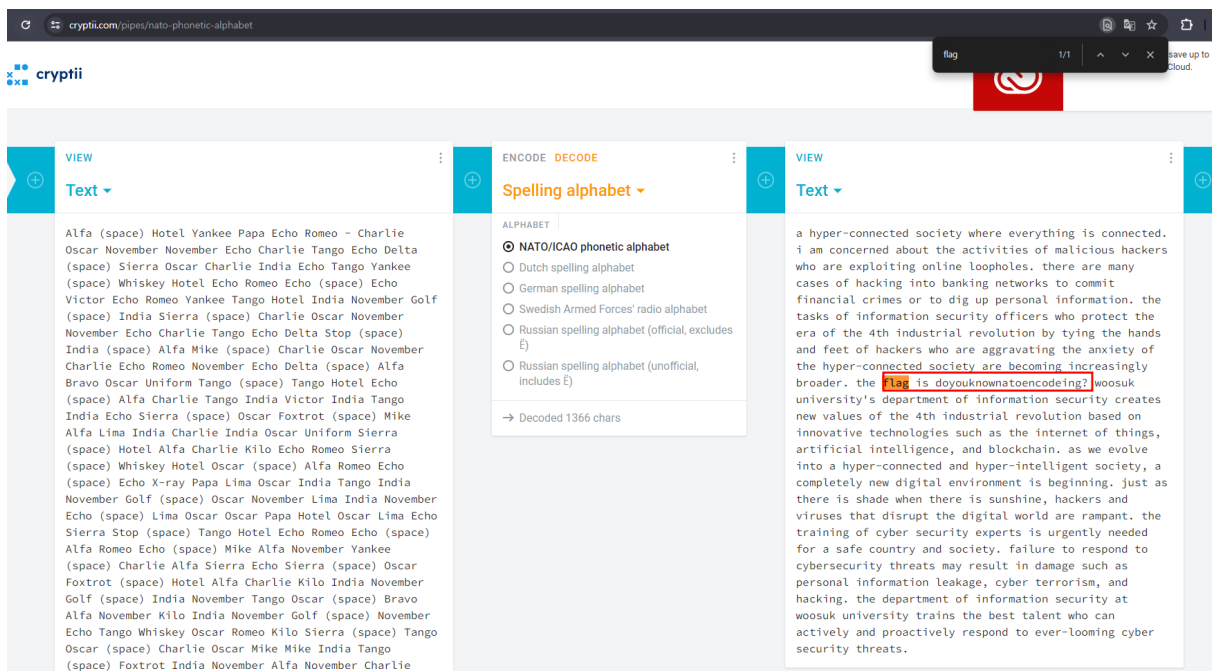 cryptii.com/pipes/nato-phonetic-alphabet
flag
1/1
save up to
Cloud.
cryptii
VIEW
Text
Alfa (space) Hotel Yankee Papa Echo Romeo - Charlie
Oscar November November Echo Charlie Tango Echo Delta
(space) Sierra Oscar Charlie India Echo Tango Yankee
(space) Whiskey Hotel Echo Romeo Echo (space) Echo
Victor Echo Romeo Yankee Tango Hotel India November Golf
(space) India Sierra (space) Charlie Oscar November
November Echo Charlie Tango Echo Delta Stop (space)
India (space) Alfa Mike (space) Charlie Oscar November
Charlie Echo Romeo November Echo Delta (space) Alfa
Bravo Oscar Uniform Tango (space) Tango Hotel Echo
(space) Alfa Charlie Tango India Victor India Tango
India Echo Sierra (space) Oscar Foxtrot (space) Mike
Alfa Lima India Charlie India Oscar Uniform Sierra
(space) Hotel Alfa Charlie Kilo Echo Romeo Sierra
(space) Whiskey Hotel Oscar (space) Alfa Romeo Echo
(space) Echo X-ray Papa Lima Oscar India Tango India
November Golf (space) Oscar November Lima India November
Echo (space) Lima Oscar Oscar Papa Hotel Oscar Lima Echo
Sierra Stop (space) Tango Hotel Echo Romeo Echo (space)
Alfa Romeo Echo (space) Mike Alfa November Yankee
(space) Charlie Alfa Sierra Echo Sierra (space) Oscar
Foxtrot (space) Hotel Alfa Charlie Kilo India November
Golf (space) India November Tango Oscar (space) Bravo
Alfa November Kilo India November Golf (space) November
Echo Tango Whiskey Oscar Romeo Kilo Sierra (space) Tango
Oscar (space) Charlie Oscar Mike Mike India Tango
(space) Foxtrot India November Alfa November Charlie
ENCODE DECODE
Spelling alphabet
ALPHABET
NATO/ICAO phonetic alphabet
Dutch spelling alphabet
German spelling alphabet
Swedish Armed Forces' radio alphabet
Russian spelling alphabet (official, excludes
Ë)
Russian spelling alphabet (unofficial,
includes Ë)
→ Decoded 1366 chars
VIEW
Text
a hyper-connected society where everything is connected.
i am concerned about the activities of malicious hackers
who are exploiting online loopholes. there are many
cases of hacking into banking networks to commit
financial crimes or to dig up personal information. the
tasks of information security officers who protect the
era of the 4th industrial revolution by tying the hands
and feet of hackers who are aggravating the anxiety of
the hyper-connected society are becoming increasingly
broader. the flag is doyouknownatoencodeing? woosuk
university's department of information security creates
new values of the 4th industrial revolution based on
innovative technologies such as the internet of things,
artificial intelligence, and blockchain. as we evolve
into a hyper-connected and hyper-intelligent society, a
completely new digital environment is beginning. just as
there is shade when there is sunshine, hackers and
viruses that disrupt the digital world are rampant. the
training of cyber security experts is urgently needed
for a safe country and society. failure to respond to
cybersecurity threats may result in damage such as
personal information leakage, cyber terrorism, and
hacking. the department of information security at
woosuk university trains the best talent who can
actively and proactively respond to ever-looming cyber
security threats.